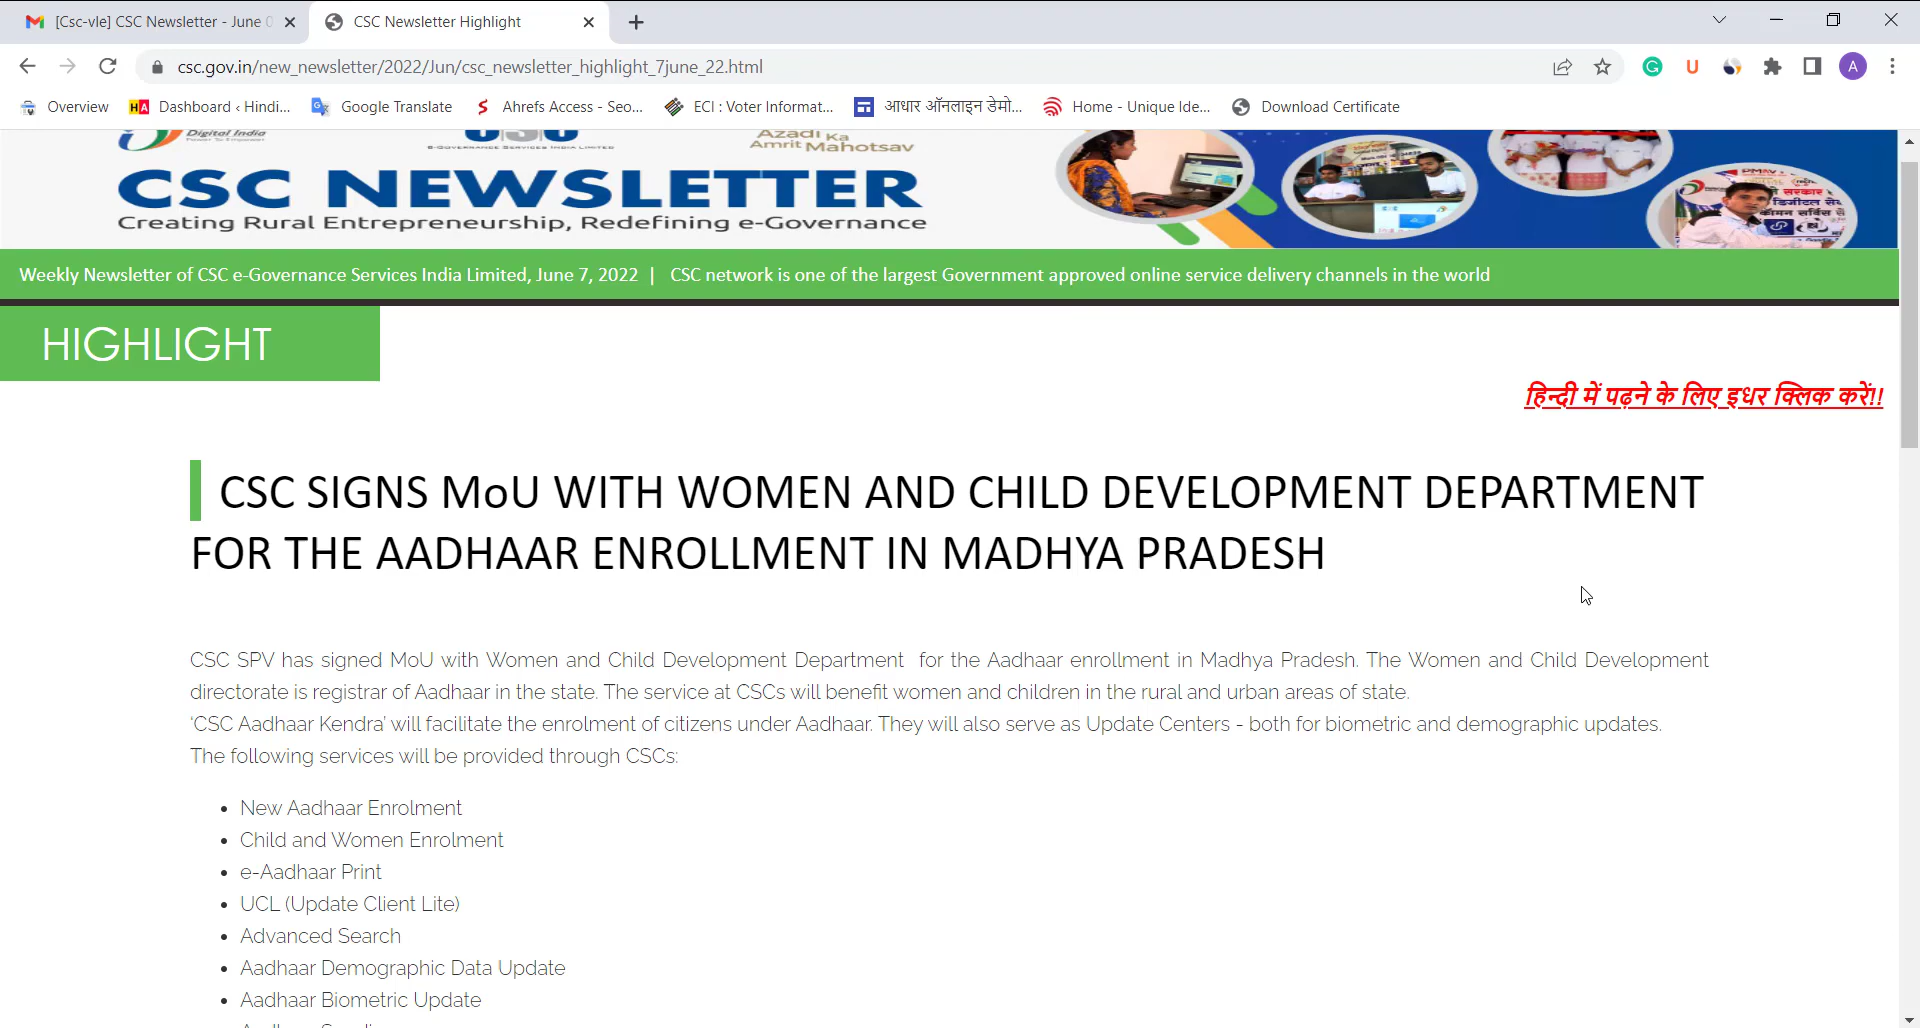 [Csc-vle] CSC Newsletter - June
CSC Newsletter Highlight
csc.gov.in/new_newsletter/2022/Jun/csc_newsletter_highlight_7june_22.html
A
Overview
HA Dashboard ‹ Hindi...
Google Translate
Ahrefs Access - Seo...
ECI : Voter Informat...
आधार ऑनलाइन डेमो...
Home - Unique Ide...
Download Certificate
Digital India
Power To Empower
E-GOVERNANCE SERVICES INDIA LIMITED
Azadi Ka
Amrit Mahotsav
CSC NEWSLETTER
Creating Rural Entrepreneurship, Redefining e-Governance
Weekly Newsletter of CSC e-Governance Services India Limited, June 7, 2022 | CSC network is one of the largest Government approved online service delivery channels in the world
HIGHLIGHT
हिन्दी में पढ़ने के लिए इधर क्लिक करें!!
CSC SIGNS MoU WITH WOMEN AND CHILD DEVELOPMENT DEPARTMENT
FOR THE AADHAAR ENROLLMENT IN MADHYA PRADESH
CSC SPV has signed MoU with Women and Child Development Department for the Aadhaar enrollment in Madhya Pradesh. The Women and Child Development
directorate is registrar of Aadhaar in the state. The service at CSCs will benefit women and children in the rural and urban areas of state.
‘CSC Aadhaar Kendra’ will facilitate the enrolment of citizens under Aadhaar. They will also serve as Update Centers - both for biometric and demographic updates.
The following services will be provided through CSCs:
• New Aadhaar Enrolment
• Child and Women Enrolment
• e-Aadhaar Print
• UCL (Update Client Lite)
• Advanced Search
• Aadhaar Demographic Data Update
• Aadhaar Biometric Update